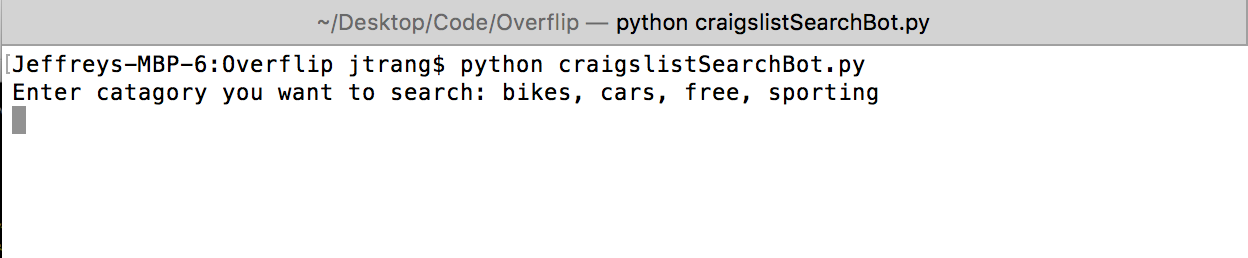 ~/Desktop/Code/Overflip — python craigslistSearchBot.py
[Jeffreys-MBP-6:Overflip jtrang$ python craigslistSearchBot.py
Enter catagory you want to search: bikes, cars, free, sporting